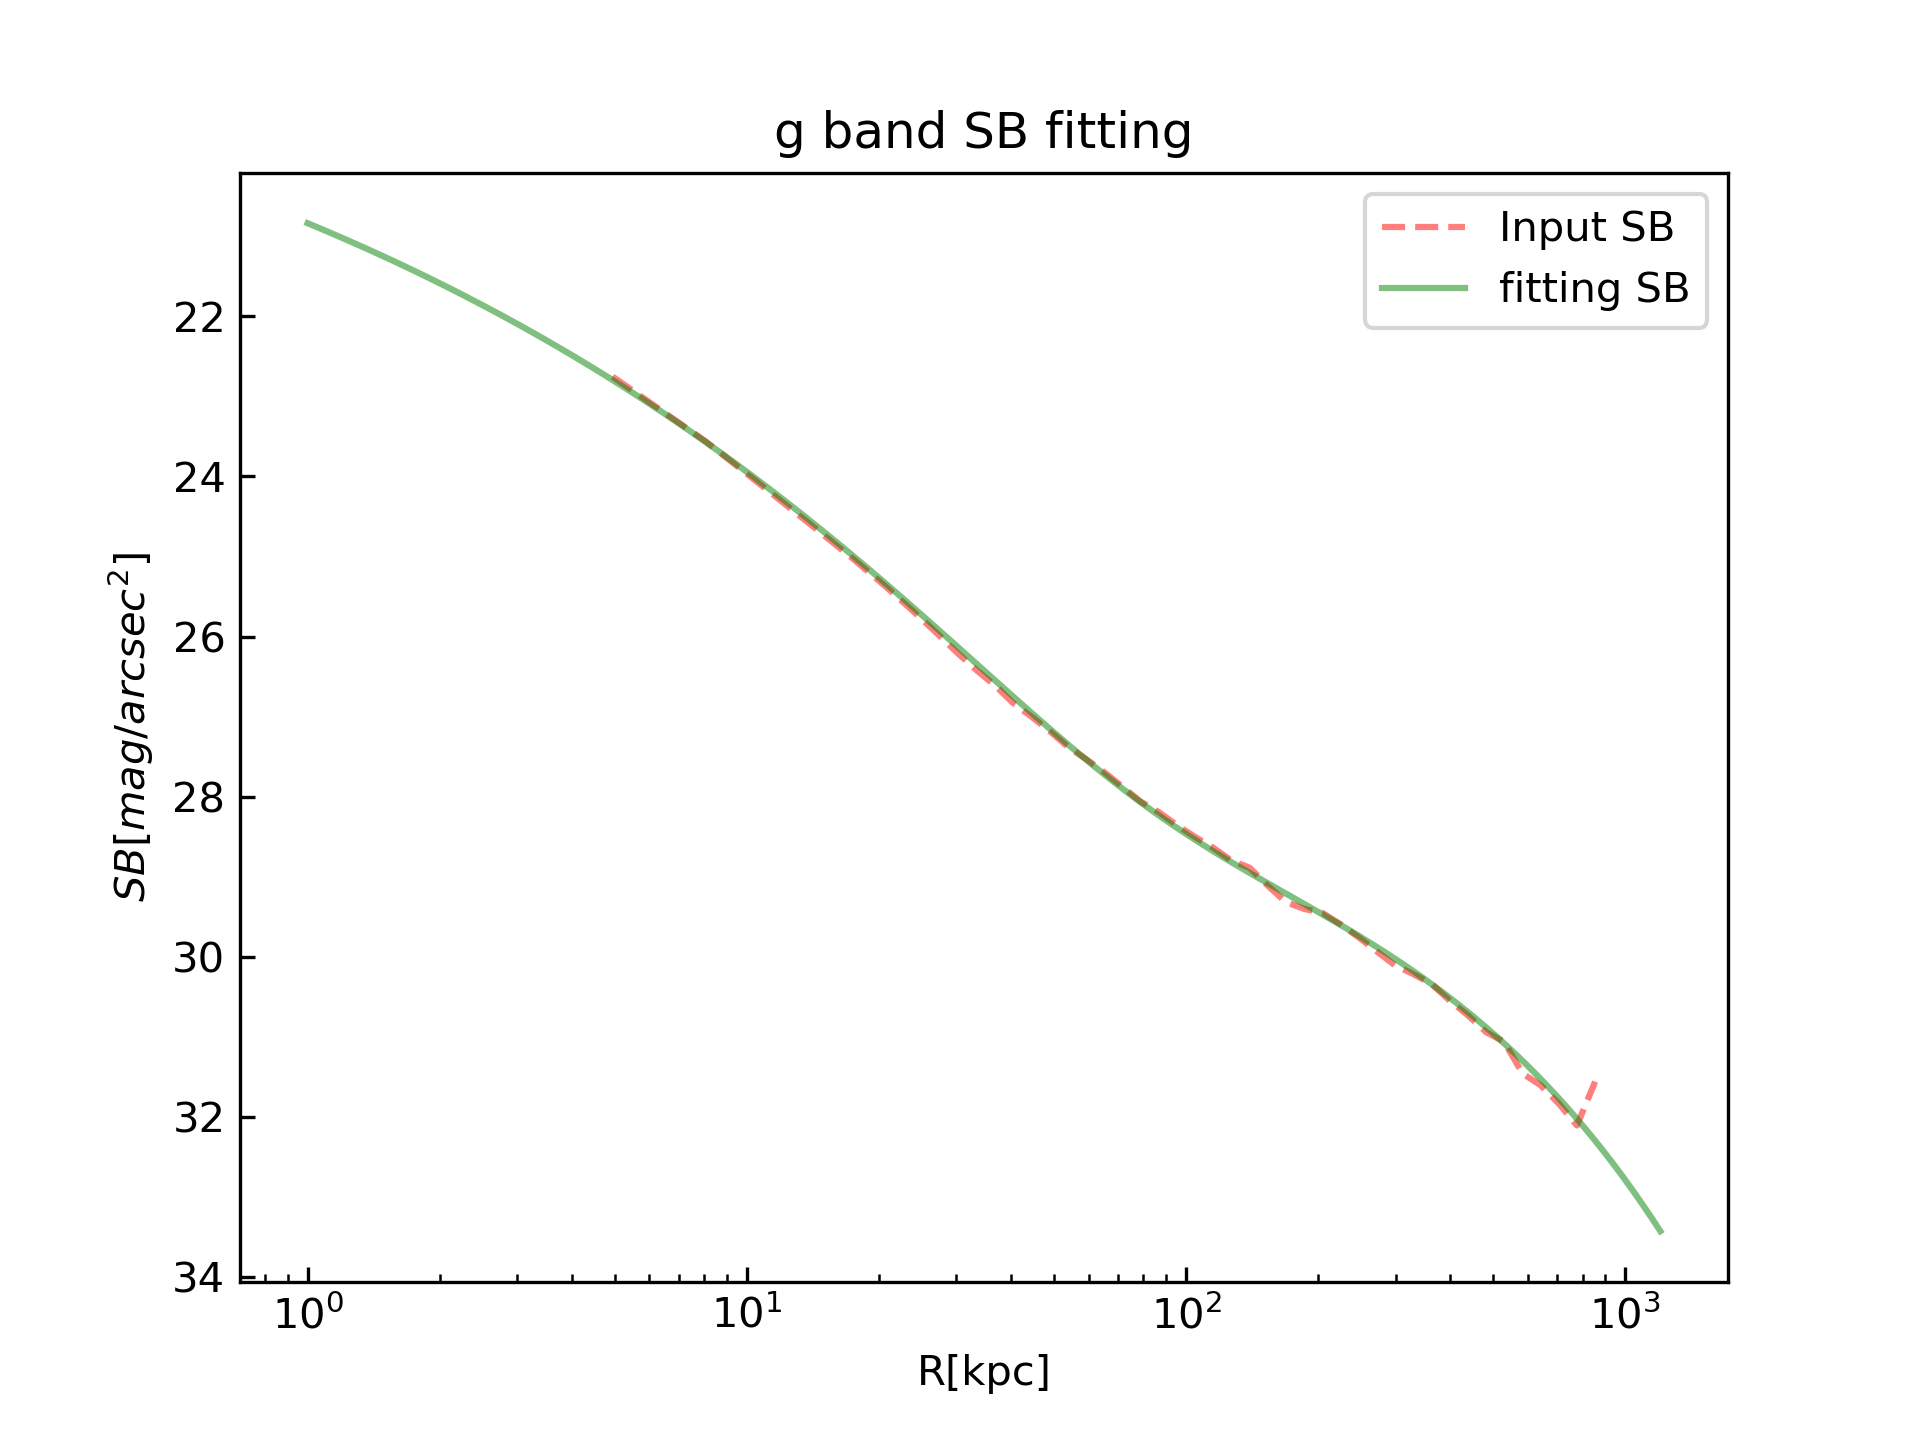 g band SB fitting
Input SB
fitting SB
22
24
26
28
30
32
34
SB[mag/arcsec²]
10⁰ 10¹ 10² 10³
R[kpc]